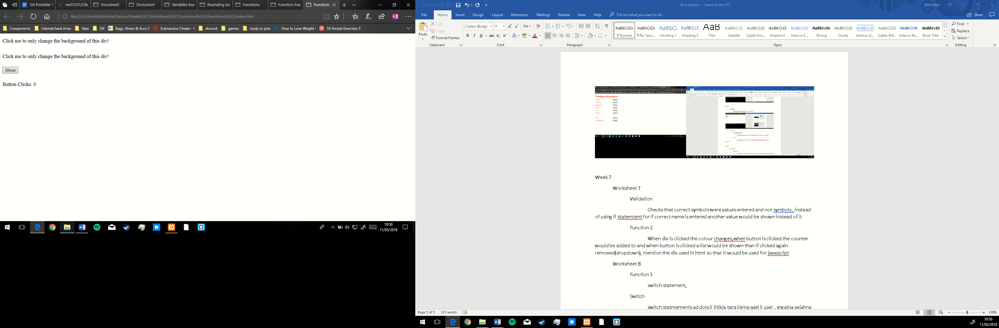 Git Portable T
neil1237/Clie
Document
Document
Variables Exa
Rounding Exa
Functions
Function Exa
Function
file:///G:/client%20side%20notes/Week%207/Worksheet%207/Functions%202/Functions%202/index.html
Components
Internal hard drive
Idea
OK
Bags, Shoes & Accs C
Subnautica Cheats - (
discord
games
study or jobs
How to Lose Weight
16 Simple Exercises T
Click me to only change the background of this div!
Click me to only change the background of this div!
Show
Button Clicks: 0
10:50
11/05/2018
AutoSave Off
all examples - Saved to this PC
Neil Mizzi
File Home Insert Design Layout References Mailings Review View Help Tell me what you want to do
Share
Paste
Cut
Copy
Format Painter
Clipboard
Calibri (Body) 11
Font
Paragraph
AaBbCcDc AaBbCcDc AaBbCc AaBbCcE AaB AaBbCcC AaBbCcDc AaBbCcDc AaBbCcDc AaBbCcDc AaBbCcDc AaBbCcDc AABBCCDC AABBCCDC AaBbCcDc
¶ Normal ¶ No Spac... Heading 1 Heading 2 Title Subtitle Subtle Em... Emphasis Intense E... Strong Quote Intense Q... Subtle Ref... Intense Re... Book Title
Styles
Find
Replace
Select
Editing
Working with numbers
Week 7
Worksheet 7
Validation
Checks that correct symbols were values entered and not symbols , instead
of using if statemtent for if correct name is entered another value would be shown instead of it
Function 2
When div is clicked the colour changes,when button is clicked the counter
would be added to and when button is clicked a list would be shown than if clicked again
removed(dropdown), mention the div used in html so that it would be used for javascript
Worksheet 8
Function 1
switch statement,
Switch
switch statmements ad dots li titikja tara liema azel il user , ergajna sejahna
Page 5 of 5
321 words
120%
10:50
11/05/2018